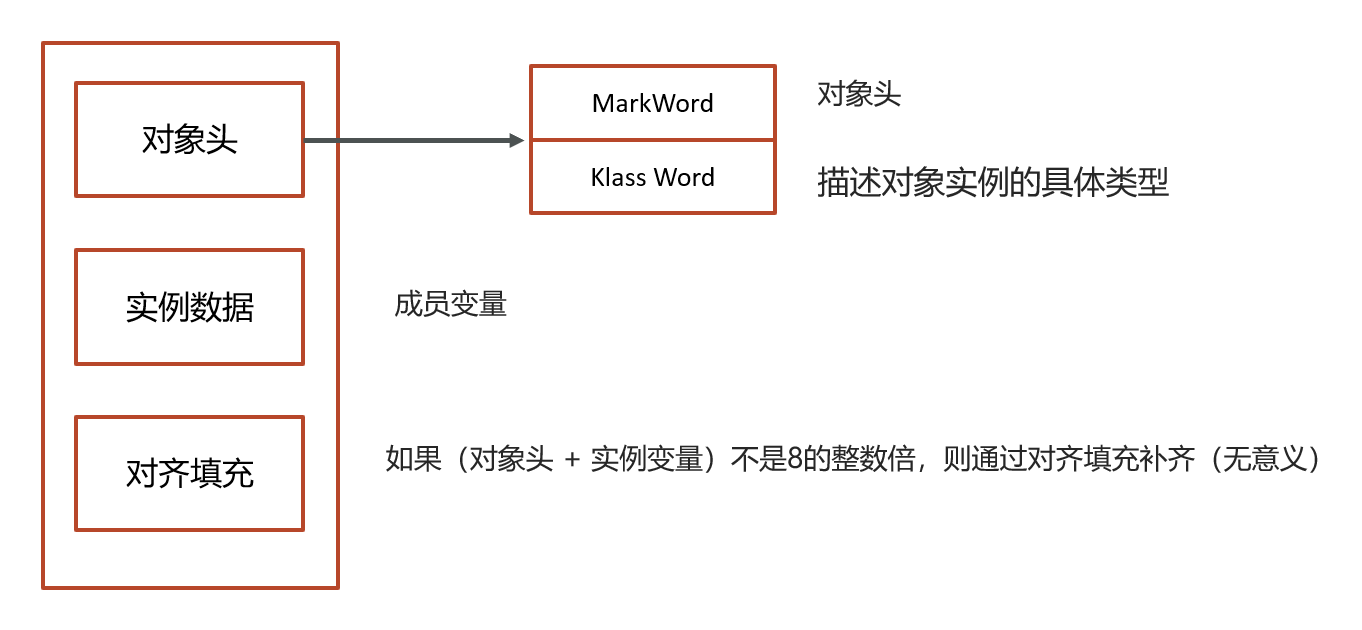 对象头
MarkWord
对象头
Klass Word
描述对象实例的具体类型
实例数据
成员变量
对齐填充
如果（对象头 + 实例变量）不是8的整数倍，则通过对齐填充补齐（无意义）